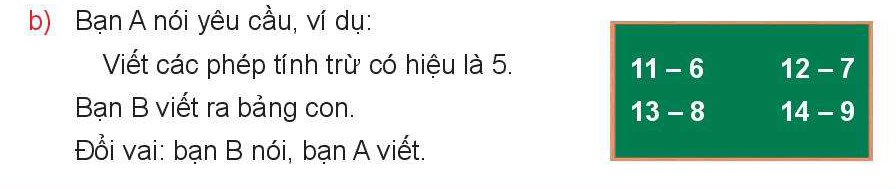 b) Bạn A nói yêu cầu, ví dụ:
Viết các phép tính trừ có hiệu là 5.
Bạn B viết ra bảng con.
Đổi vai: bạn B nói, bạn A viết.
11 – 6 12 – 7
13 – 8 14 – 9